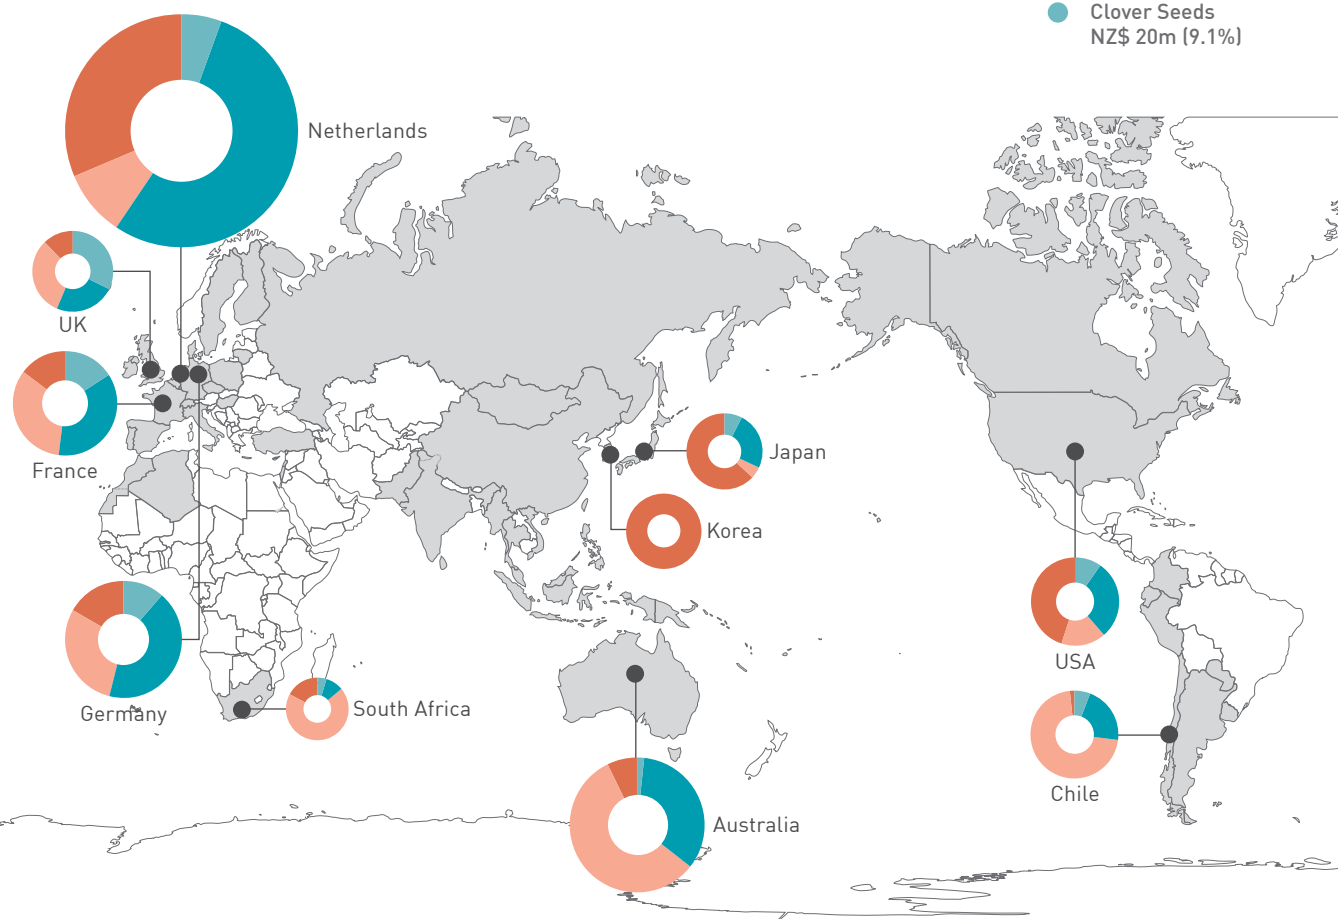 Clover Seeds
NZ$ 20m (9.1%)
Netherlands
UK
France
Japan
Korea
Germany
South Africa
USA
Chile
Australia